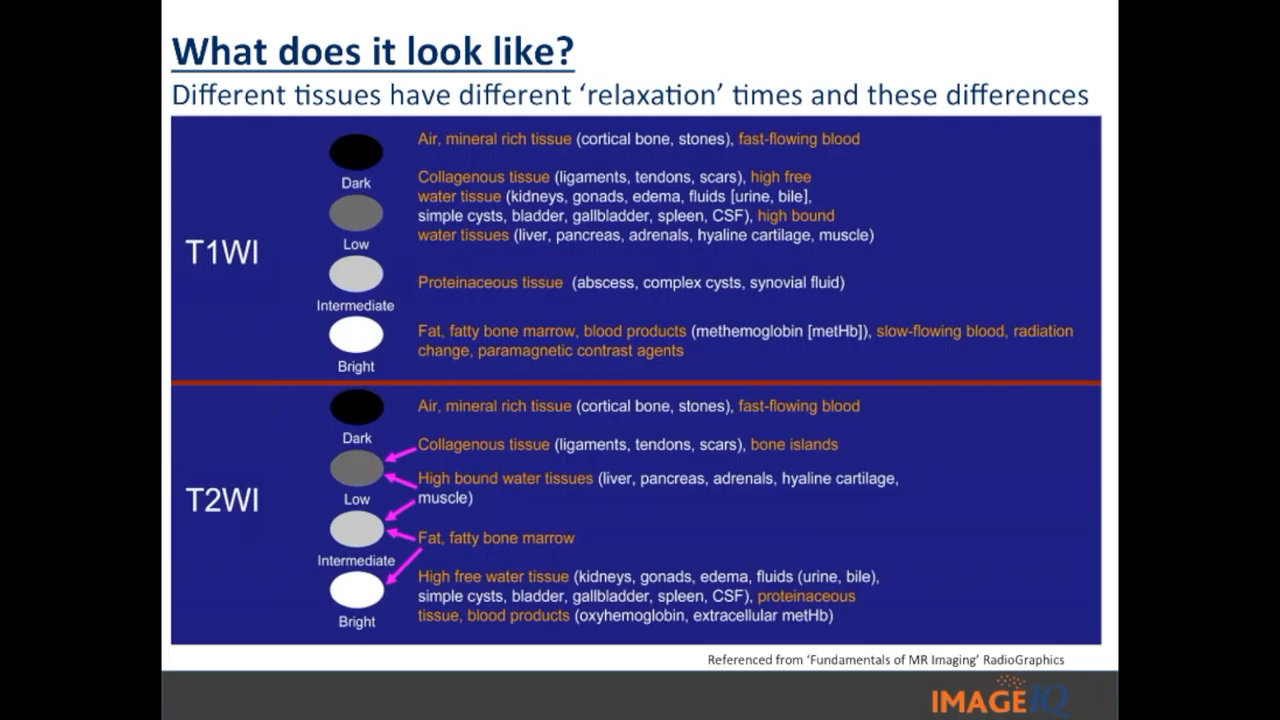 What does it look like?
Different tissues have different ‘relaxation’ times and these differences
T1WI
Dark
Low
Intermediate
Bright
Air, mineral rich tissue (cortical bone, stones), fast-flowing blood
Collagenous tissue (ligaments, tendons, scars), high free
water tissue (kidneys, gonads, edema, fluids [urine, bile],
simple cysts, bladder, gallbladder, spleen, CSF), high bound
water tissues (liver, pancreas, adrenals, hyaline cartilage, muscle)
Proteinaceous tissue (abscess, complex cysts, synovial fluid)
Fat, fatty bone marrow, blood products (methemoglobin [metHb]), slow-flowing blood, radiation
change, paramagnetic contrast agents
T2WI
Dark
Low
Intermediate
Bright
Air, mineral rich tissue (cortical bone, stones), fast-flowing blood
Collagenous tissue (ligaments, tendons, scars), bone islands
High bound water tissues (liver, pancreas, adrenals, hyaline cartilage,
muscle)
Fat, fatty bone marrow
High free water tissue (kidneys, gonads, edema, fluids (urine, bile),
simple cysts, bladder, gallbladder, spleen, CSF), proteinaceous
tissue, blood products (oxyhemoglobin, extracellular metHb)
Referenced from ‘Fundamentals of MR Imaging’ RadioGraphics
IMAGEIQ